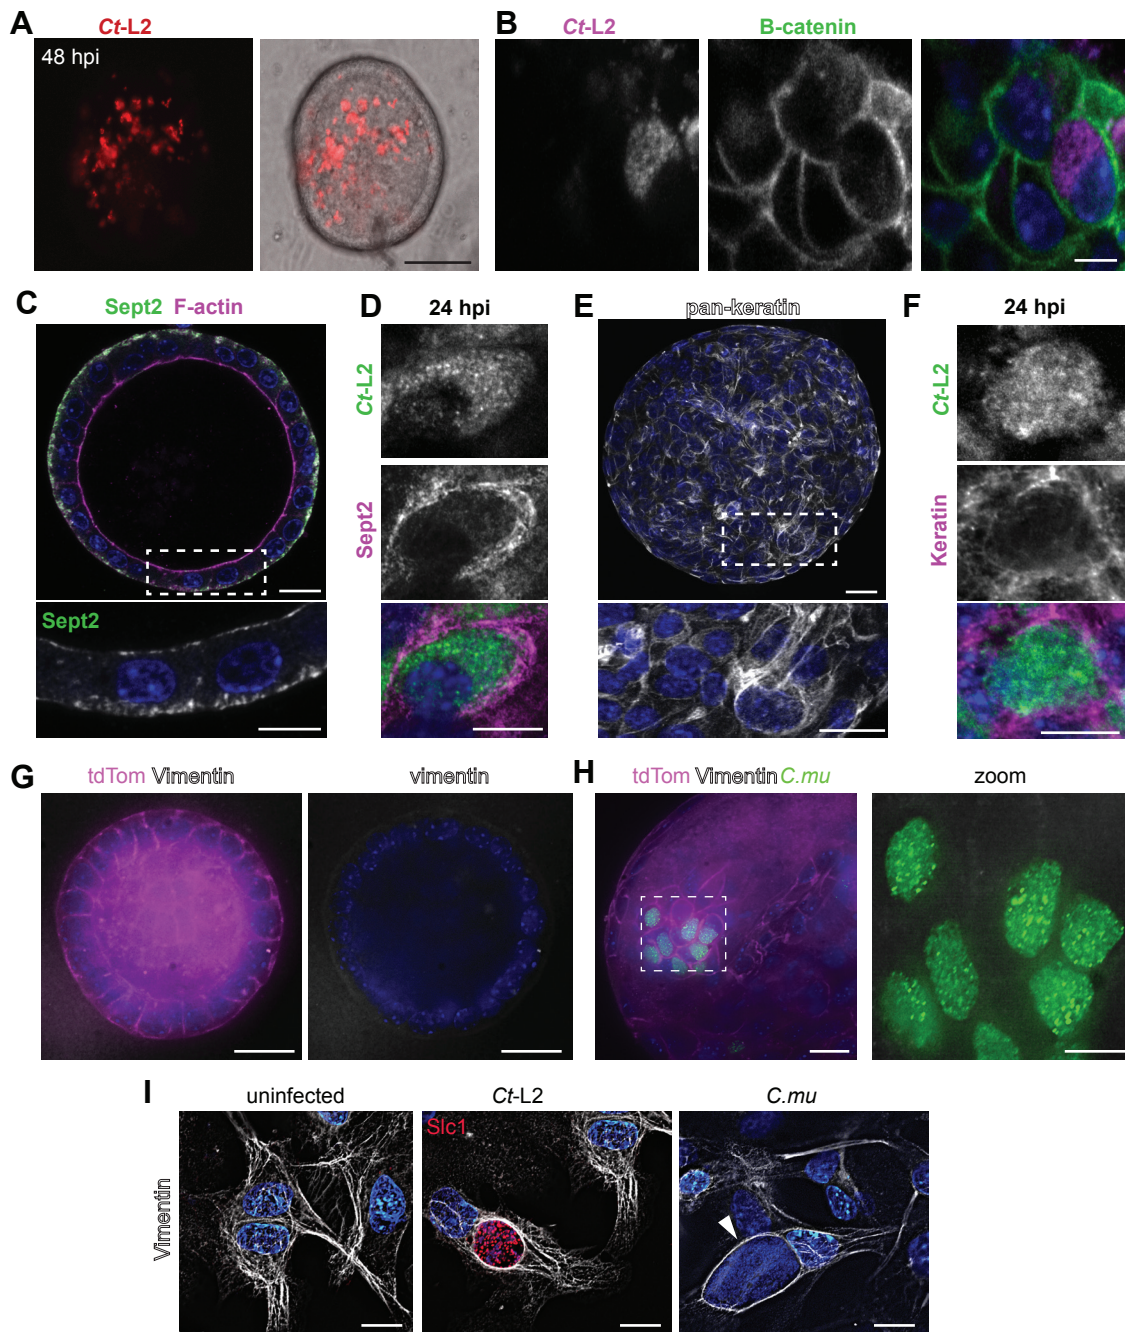 A
Ct-L2
48 hpi
B
Ct-L2
B-catenin
C
Sept2 F-actin
Sept2
D
24 hpi
Ct-L2
Sept2
E
pan-keratin
F
24 hpi
Ct-L2
Keratin
G
tdTom Vimentin
vimentin
H
tdTom Vimentin C.mu
zoom
I
uninfected
Ct-L2
C.mu
Slc1
Vimentin